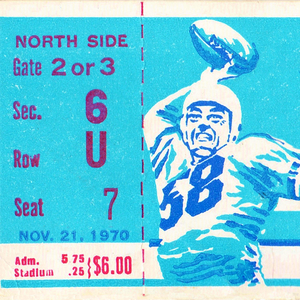 NORTH SIDE
Gate 2 or 3
Sec. 6
Row U
Seat 7
NOV. 21, 1970
Adm. 5.75
Stadium .25 } $6.00
58